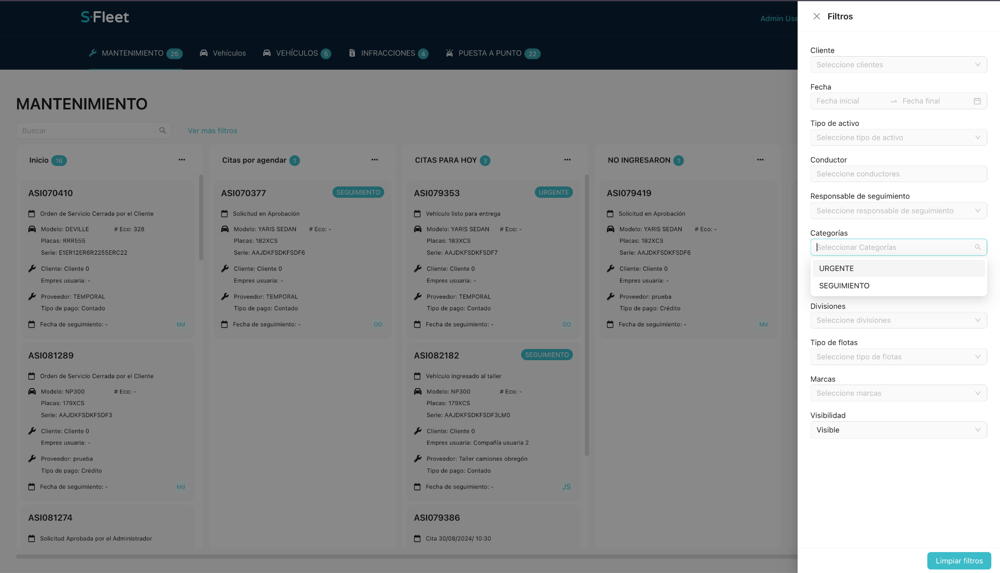 S·Fleet
Admin Use
MANTENIMIENTO 25
Vehículos
VEHÍCULOS 5
INFRACCIONES 4
PUESTA A PUNTO 22
MANTENIMIENTO
Buscar
Ver más filtros
Inicio 16
ASI070410
Orden de Servicio Cerrada por el Cliente
Modelo: DEVILLE # Eco: 328
Placas: RRR555
Serie: E1ER12ER6R2255ERC22
Cliente: Cliente 0
Empres usuaria: -
Proveedor: TEMPORAL
Tipo de pago: Contado
Fecha de seguimiento: - Md
ASI081289
Orden de Servicio Cerrada por el Cliente
Modelo: NP300 # Eco: -
Placas: 179XCS
Serie: AAJDKFSDKFSDF3
Cliente: Cliente 0
Empres usuaria: -
Proveedor: prueba
Tipo de pago: Crédito
Fecha de seguimiento: - Md
ASI081274
Solicitud Aprobada por el Administrador
Citas por agendar 1
ASI070377 SEGUIMIENTO
Solicitud en Aprobación
Modelo: YARIS SEDAN # Eco: -
Placas: 182XCS
Serie: AAJDKFSDKFSDF6
Cliente: Cliente 0
Empres usuaria: -
Proveedor: TEMPORAL
Tipo de pago: Contado
Fecha de seguimiento: - OO
CITAS PARA HOY 3
ASI079353 URGENTE
Vehículo listo para entrega
Modelo: YARIS SEDAN # Eco: -
Placas: 183XCS
Serie: AAJDKFSDKFSDF7
Cliente: Cliente 0
Empres usuaria: -
Proveedor: TEMPORAL
Tipo de pago: Contado
Fecha de seguimiento: - OO
ASI082182 SEGUIMIENTO
Vehículo ingresado al taller
Modelo: NP300 # Eco: -
Placas: 179XCS
Serie: AAJDKFSDKFSDF3LM0
Cliente: Cliente 0
Empres usuaria: Compañía usuaria 2
Proveedor: Taller camiones obregón
Tipo de pago: Contado
Fecha de seguimiento: - JS
ASI079386
Cita 30/08/2024/ 10:30
NO INGRESARON 1
ASI079419
Solicitud en Aprobación
Modelo: YARIS SEDAN # Eco: -
Placas: 182XCS
Serie: AAJDKFSDKFSDF6
Cliente: Cliente 0
Empres usuaria: -
Proveedor: prueba
Tipo de pago: Crédito
Fecha de seguimiento: - Md
Filtros
Cliente
Seleccione clientes
Fecha
Fecha inicial → Fecha final
Tipo de activo
Seleccione tipo de activo
Conductor
Seleccione conductores
Responsable de seguimiento
Seleccione responsable de seguimiento
Categorías
Seleccionar Categorías
URGENTE
SEGUIMIENTO
Divisiones
Seleccione divisiones
Tipo de flotas
Seleccione tipo de flotas
Marcas
Seleccione marcas
Visibilidad
Visible
Limpiar filtros